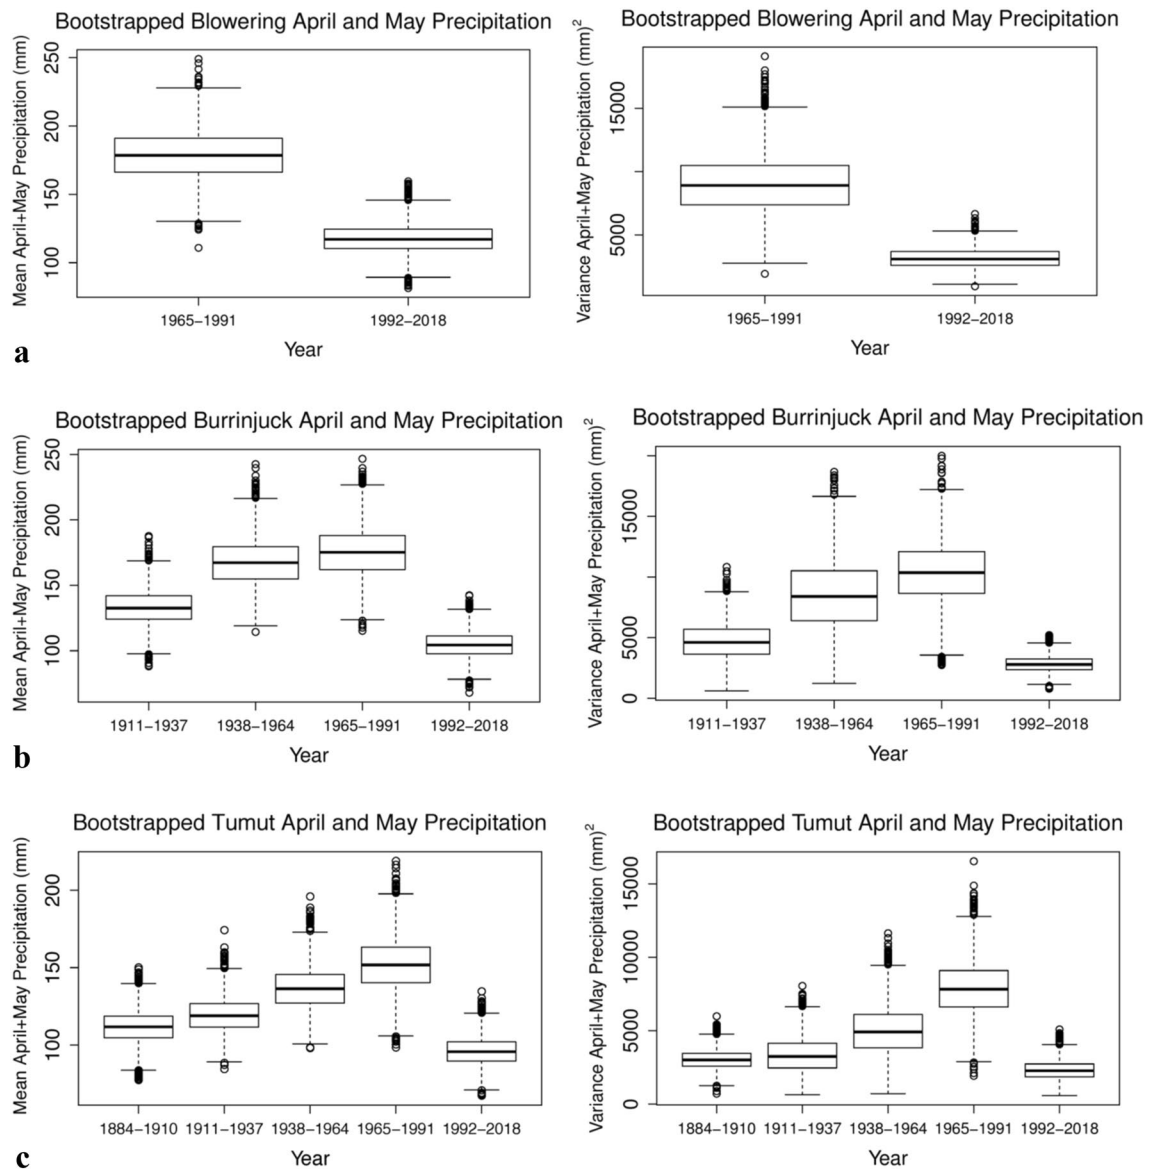 Bootstrapped Blowering April and May Precipitation
Mean April+May Precipitation (mm)
250
200
150
100
1965–1991
1992–2018
Year
Bootstrapped Blowering April and May Precipitation
Variance April+May Precipitation (mm)²
15000
5000
1965–1991
1992–2018
Year
a
Bootstrapped Burrinjuck April and May Precipitation
Mean April+May Precipitation (mm)
250
200
150
100
1911–1937
1938–1964
1965–1991
1992–2018
Year
Bootstrapped Burrinjuck April and May Precipitation
Variance April+May Precipitation (mm)²
15000
5000
0
1911–1937
1938–1964
1965–1991
1992–2018
Year
b
Bootstrapped Tumut April and May Precipitation
Mean April+May Precipitation (mm)
200
150
100
1884–1910
1911–1937
1938–1964
1965–1991
1992–2018
Year
Bootstrapped Tumut April and May Precipitation
Variance April+May Precipitation (mm)²
15000
10000
5000
0
1884–1910
1911–1937
1938–1964
1965–1991
1992–2018
Year
c